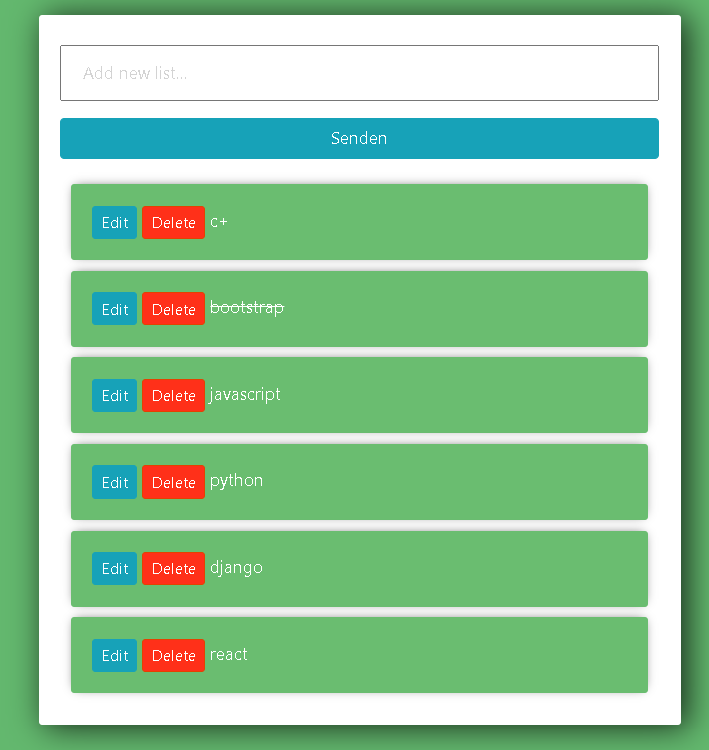 Add new list...
Senden
Edit Delete c+
Edit Delete bootstrap
Edit Delete javascript
Edit Delete python
Edit Delete django
Edit Delete react